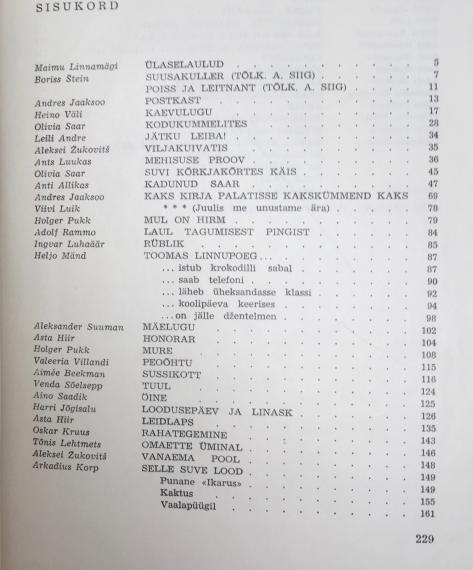 SISUKORD
Maimu Linnamägi ÜLASELAULUD . . . . . . . . . . . 5
Boriss Stein SUUSAKULLER (TÕLK. A. SIIG) . . . . . . 7
POISS JA LEITNANT (TÕLK. A. SIIG) . . . . 11
Andres Jaaksoo POSTKAST . . . . . . . . . . . . 13
Heino Väli KAEVULUGU . . . . . . . . . . . 17
Olivia Saar KODUKUMMELITES . . . . . . . . . 28
Leili Andre JÄTKU LEIBA! . . . . . . . . . . 34
Aleksei Žukovitš VILJAKUIVATIS . . . . . . . . . . 35
Ants Luukas MEHISUSE PROOV . . . . . . . . . 36
Olivia Saar SUVI KÕRKJAKÕRTES KÄIS . . . . . . . 45
Anti Allikas KADUNUD SAAR . . . . . . . . . . 47
Andres Jaaksoo KAKS KIRJA PALATISSE KAKSKÜMMEND KAKS 69
Viivi Luik * * * (Juulis me unustame ära) . . . . . . 78
Holger Pukk MUL ON HIRM . . . . . . . . . . 79
Adolf Rammo LAUL TAGUMISEST PINGIST . . . . . . 84
Ingvar Luhaäär RÜBLIK . . . . . . . . . . . . 85
Heljo Mänd TOOMAS LINNUPOEG... . . . . . . . . 87
...istub krokodilli sabal . . . . . . . 87
...saab telefoni . . . . . . . . . 90
...läheb üheksandasse klassi . . . . . . 92
...koolipäeva keerises . . . . . . . 94
...on jälle džentelmen . . . . . . . 98
Aleksander Suuman MÄELUGU . . . . . . . . . . . 102
Asta Hiir HONORAR . . . . . . . . . . . 104
Holger Pukk MURE . . . . . . . . . . . . 108
Valeeria Villandi PEOÕHTU . . . . . . . . . . . 115
Aimée Beekman SUSSIKOTT . . . . . . . . . . . 116
Venda Sõelsepp TUUL . . . . . . . . . . . . 124
Aino Saadik ÖINE . . . . . . . . . . . . 125
Harri Jõgisalu LOODUSEPÄEV JA LINASK . . . . . . . 126
Asta Hiir LEIDLAPS . . . . . . . . . . . 135
Oskar Kruus RAHATEGEMINE . . . . . . . . . 143
Tõnis Lehtmets OMAETTE ÜMINAL . . . . . . . . . 146
Aleksei Žukovitš VANAEMA POOL . . . . . . . . . 148
Arkadius Korp SELLE SUVE LOOD . . . . . . . . . 149
Punane «Ikarus» . . . . . . . . . 149
Kaktus . . . . . . . . . . . 155
Vaalapüügil . . . . . . . . . . 161
229